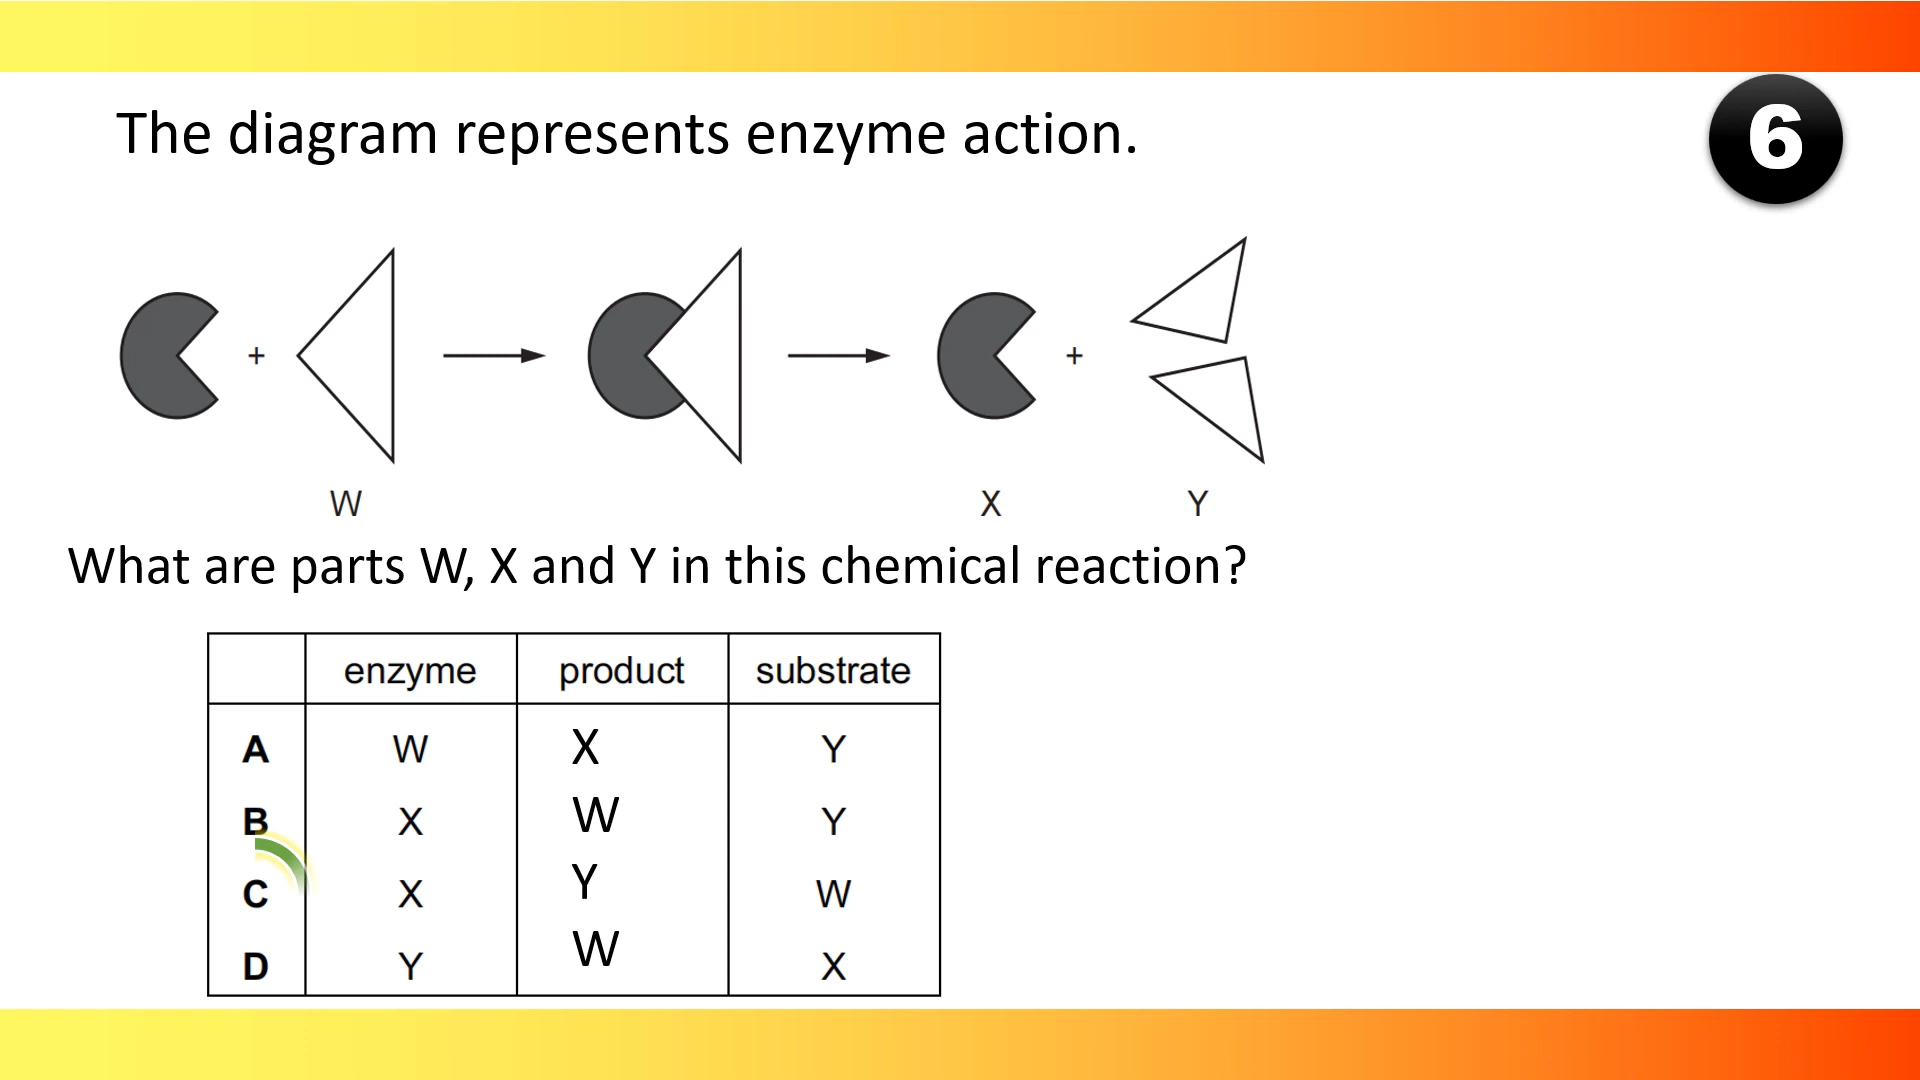 The diagram represents enzyme action.
6
+ +
W X Y
What are parts W, X and Y in this chemical reaction?
enzyme product substrate
A W X Y
B X W Y
C X Y W
D Y W X